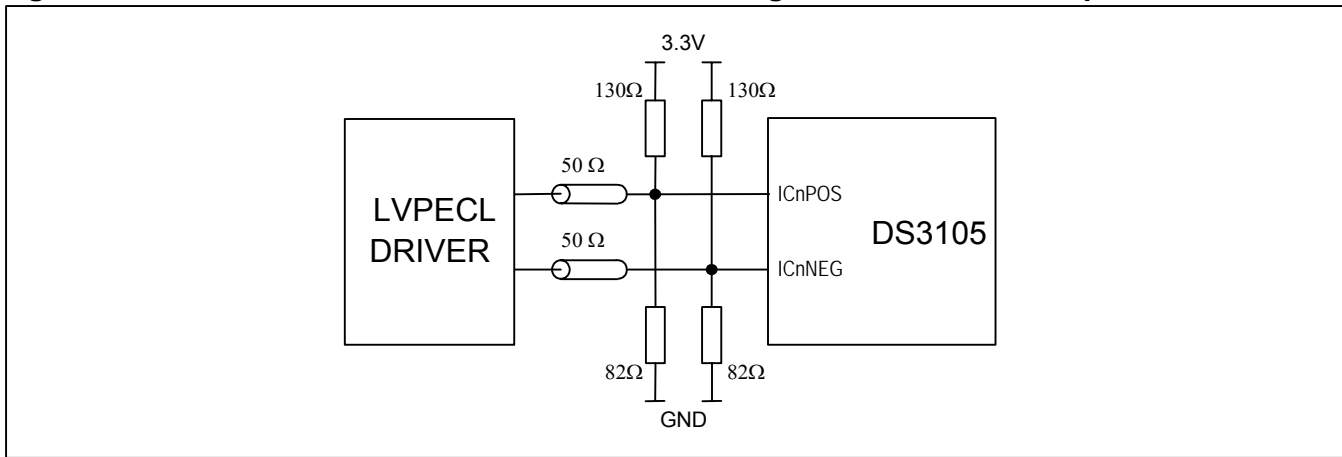 3.3V
130Ω
130Ω
50 Ω
ICnPOS
LVPECL
DRIVER
DS3105
50 Ω
ICnNEG
82Ω
82Ω
GND